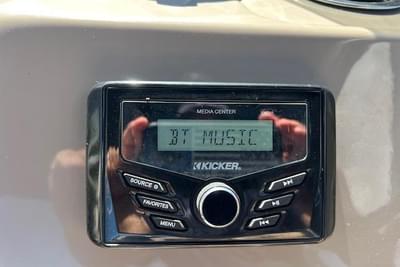 MEDIA CENTER
BT MUSIC
KICKER
SOURCE
FAVORITES
MENU